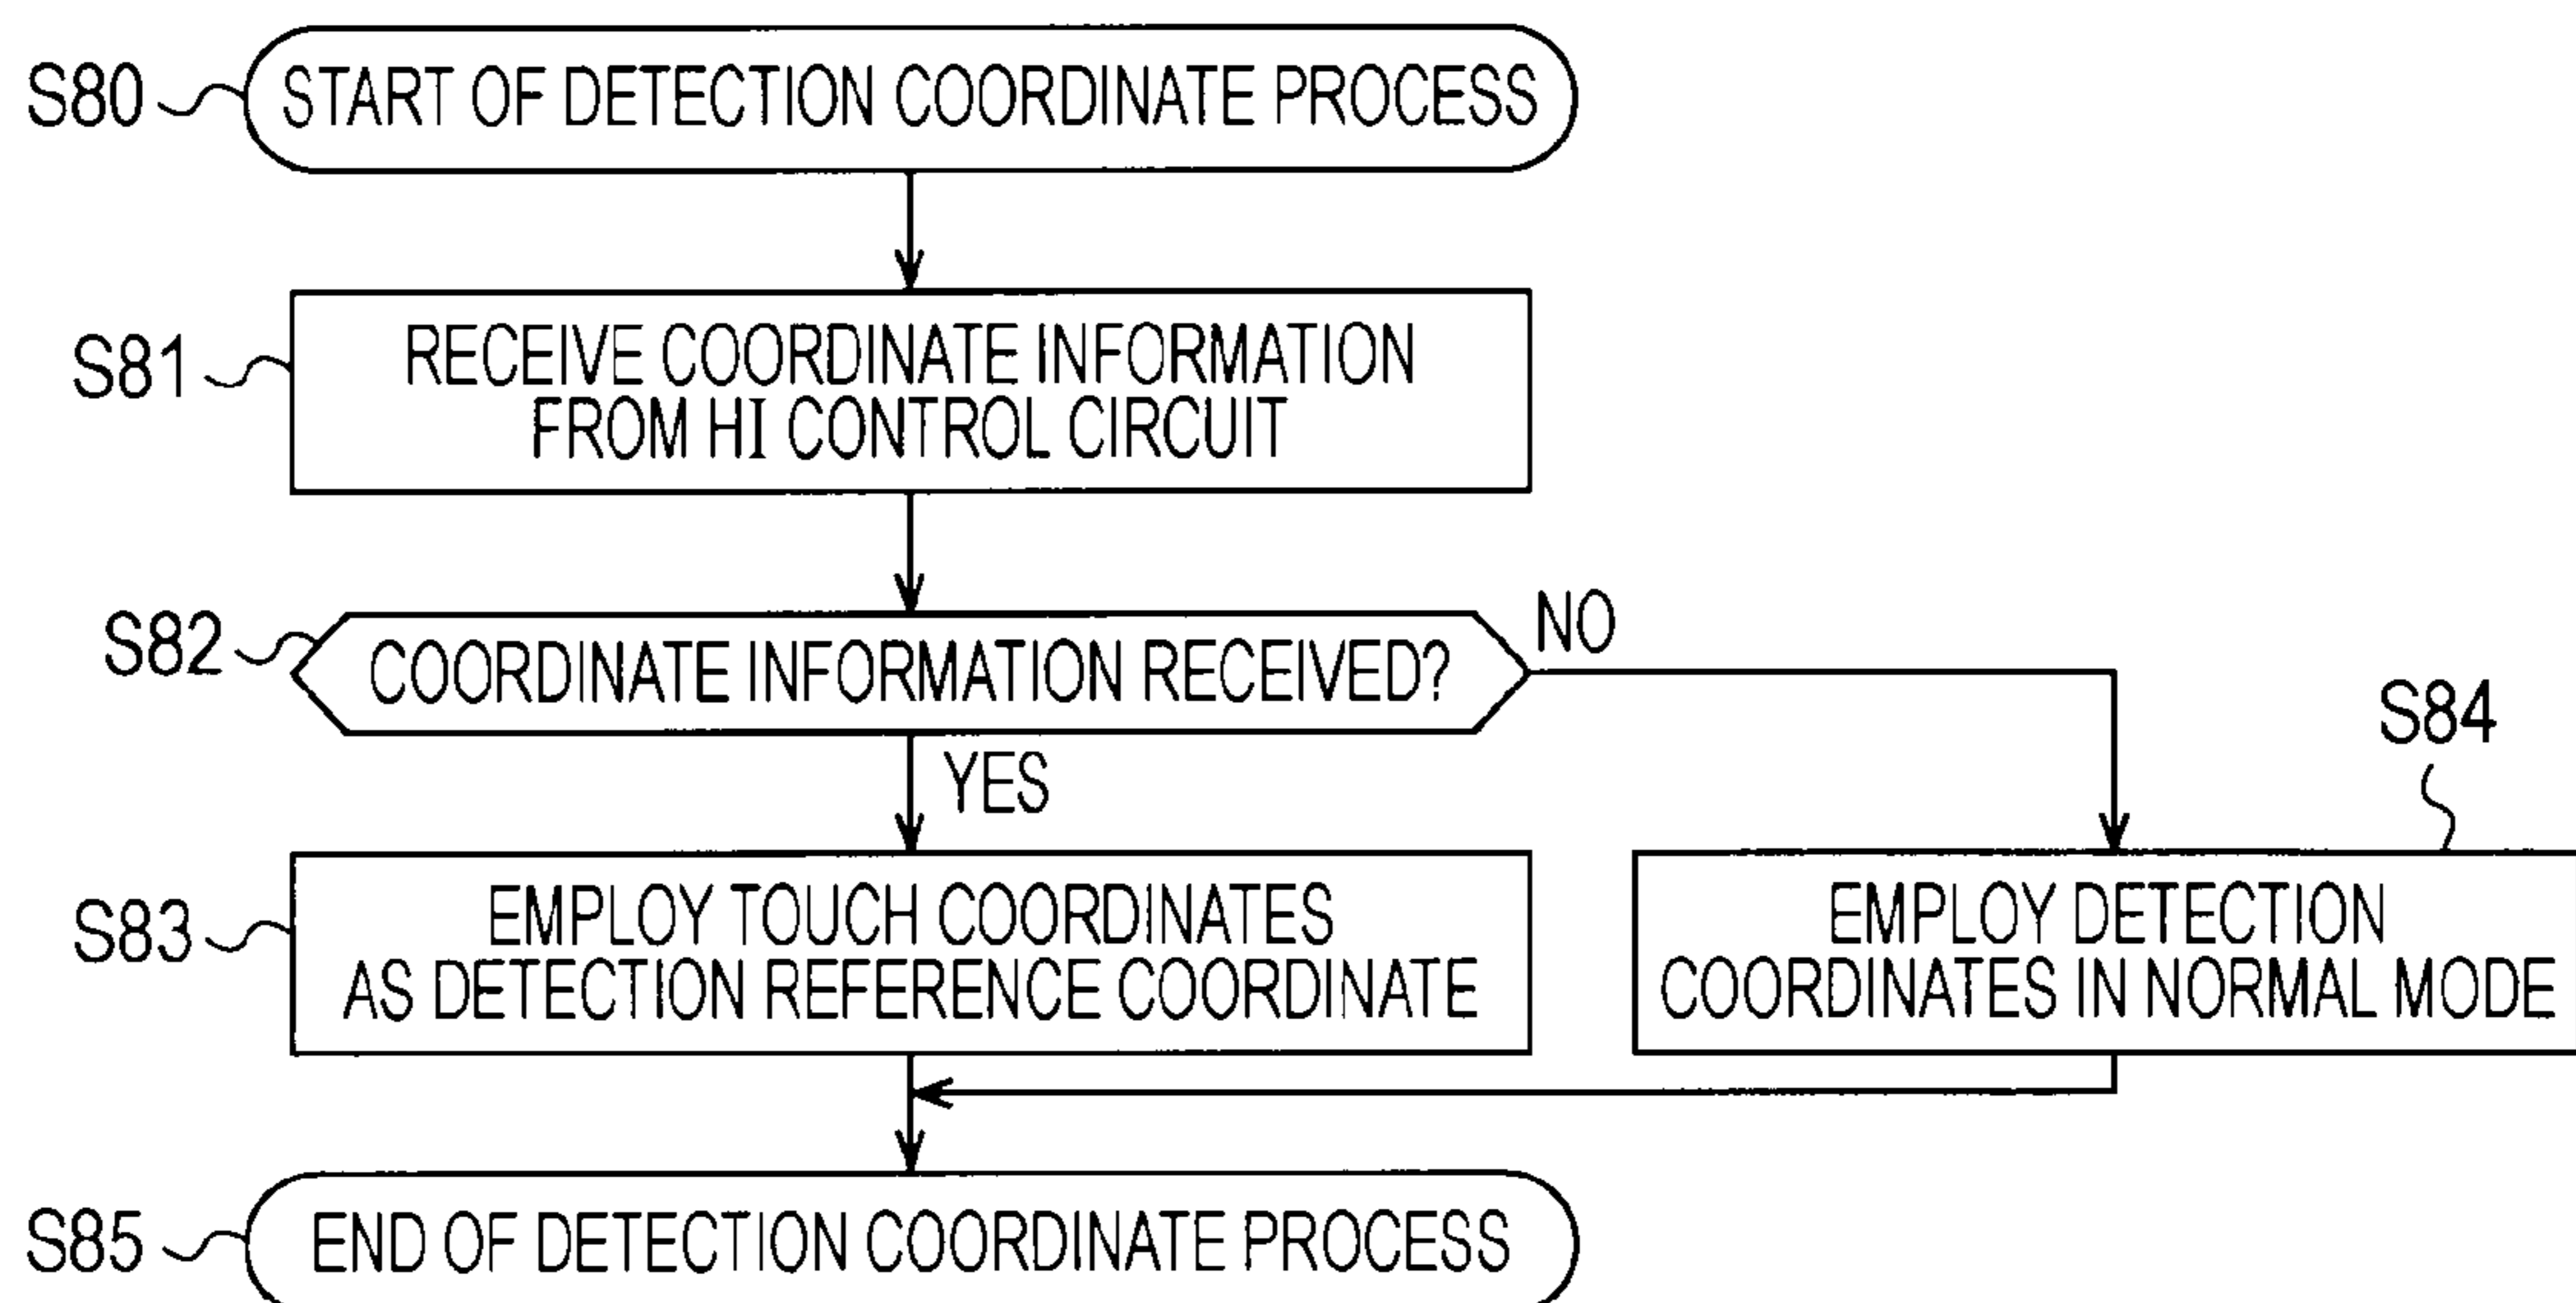 S80
START OF DETECTION COORDINATE PROCESS
S81
RECEIVE COORDINATE INFORMATION
FROM HI CONTROL CIRCUIT
S82
COORDINATE INFORMATION RECEIVED?
NO
YES
S83
EMPLOY TOUCH COORDINATES
AS DETECTION REFERENCE COORDINATE
S84
EMPLOY DETECTION
COORDINATES IN NORMAL MODE
S85
END OF DETECTION COORDINATE PROCESS